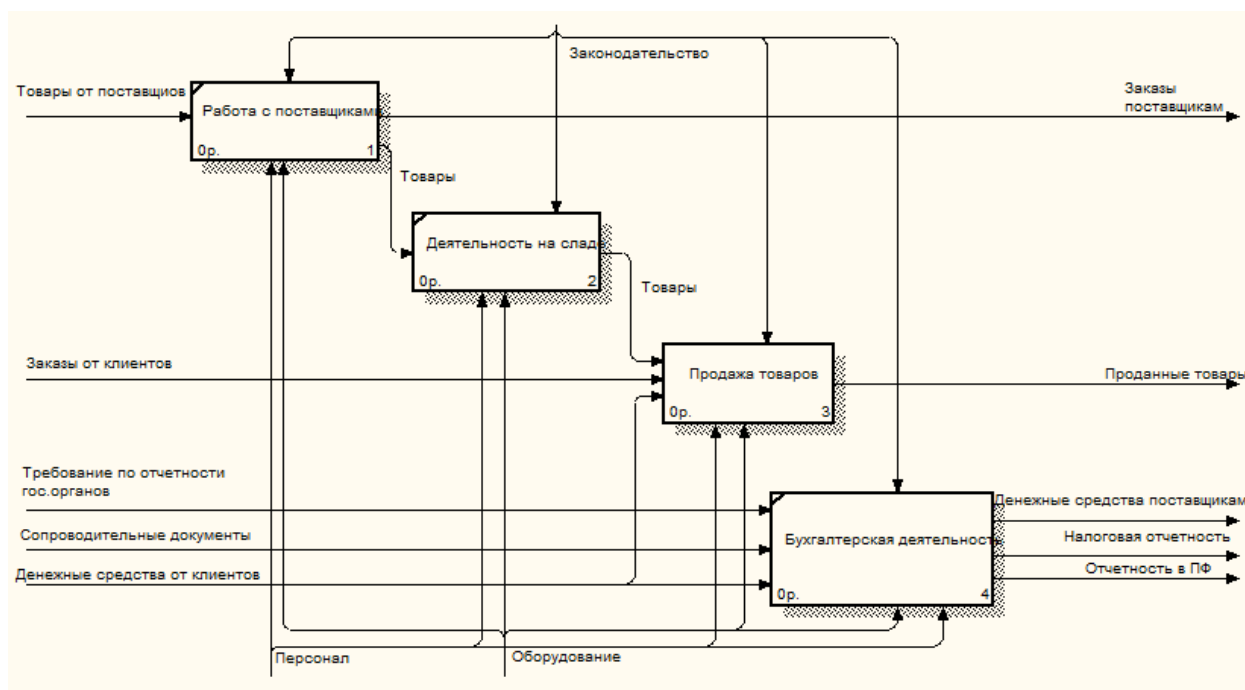 Законодательство
Товары от поставщиов
Заказы
поставщикам
Работа с поставщиками
0р.
1
Товары
Деятельность на сладе
0р.
2
Товары
Заказы от клиентов
Продажа товаров
Проданные товары
0р.
3
Требование по отчетности
гос.органов
Денежные средства поставщикам
Сопроводительные документы
Бухгалтерская деятельность
Налоговая отчетность
Денежные средства от клиентов
Отчетность в ПФ
0р.
4
Персонал
Оборудование